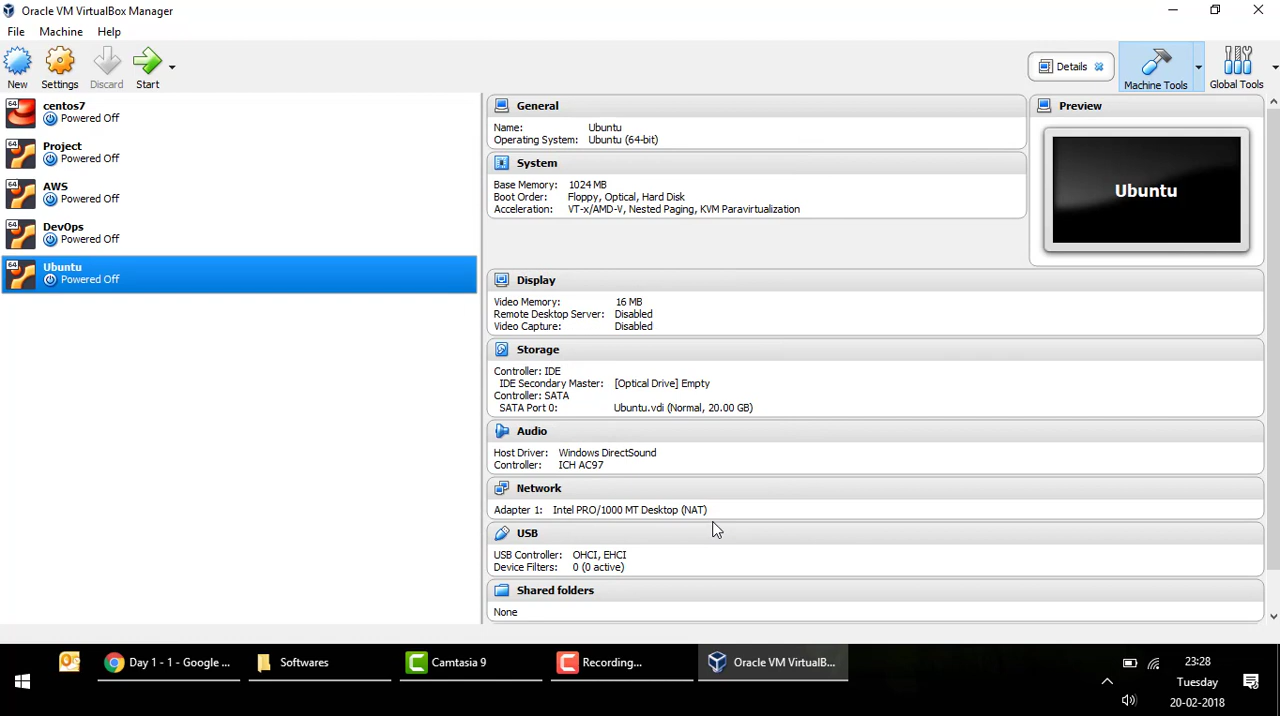 Oracle VM VirtualBox Manager
File Machine Help
New Settings Discard Start
Details Machine Tools Global Tools
64 centos7
Powered Off
64 Project
Powered Off
64 AWS
Powered Off
64 DevOps
Powered Off
64 Ubuntu
Powered Off
General
Name: Ubuntu
Operating System: Ubuntu (64-bit)
System
Base Memory: 1024 MB
Boot Order: Floppy, Optical, Hard Disk
Acceleration: VT-x/AMD-V, Nested Paging, KVM Paravirtualization
Preview
Ubuntu
Display
Video Memory: 16 MB
Remote Desktop Server: Disabled
Video Capture: Disabled
Storage
Controller: IDE
IDE Secondary Master: [Optical Drive] Empty
Controller: SATA
SATA Port 0: Ubuntu.vdi (Normal, 20.00 GB)
Audio
Host Driver: Windows DirectSound
Controller: ICH AC97
Network
Adapter 1: Intel PRO/1000 MT Desktop (NAT)
USB
USB Controller: OHCI, EHCI
Device Filters: 0 (0 active)
Shared folders
None
Day 1 - 1 - Google ... Softwares Camtasia 9 Recording... Oracle VM VirtualB...
23:28
Tuesday
20-02-2018